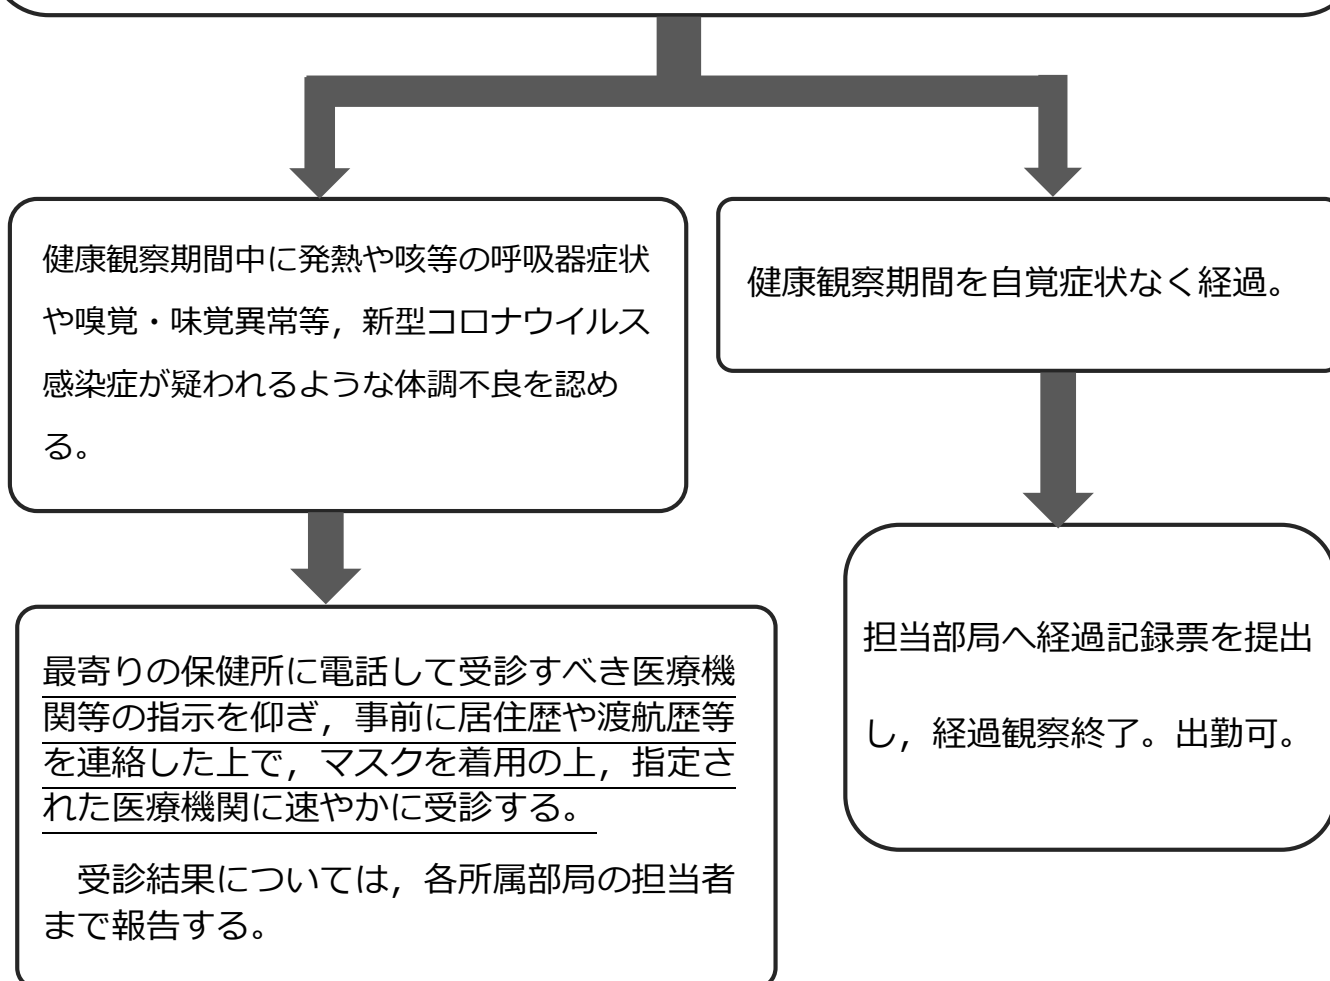 健康観察期間中に発熱や咳等の呼吸器症状
や嗅覚・味覚異常等，新型コロナウイルス
感染症が疑われるような体調不良を認め
る。
健康観察期間を自覚症状なく経過。
最寄りの保健所に電話して受診すべき医療機
関等の指示を仰ぎ，事前に居住歴や渡航歴等
を連絡した上で，マスクを着用の上，指定さ
れた医療機関に速やかに受診する。
　受診結果については，各所属部局の担当者
まで報告する。
担当部局へ経過記録票を提出
し，経過観察終了。出勤可。